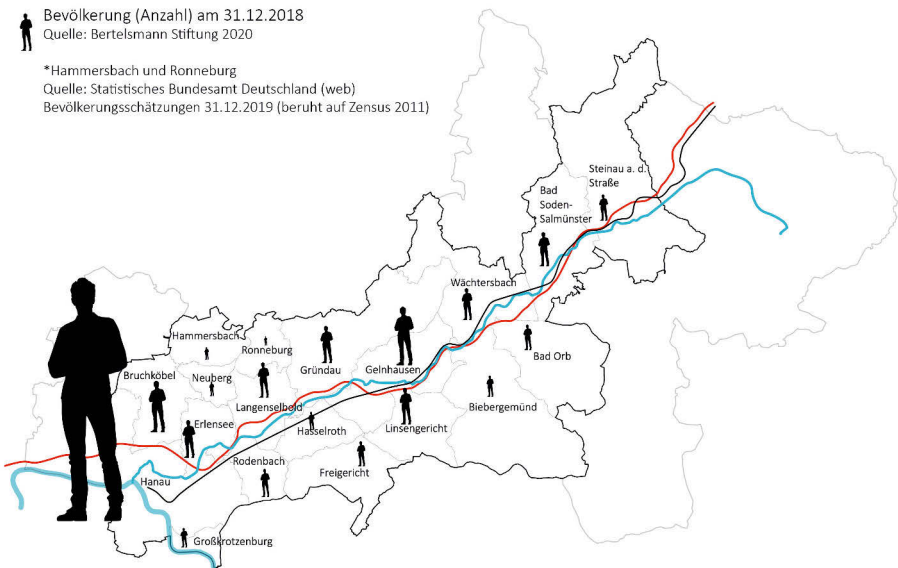 Bevölkerung (Anzahl) am 31.12.2018
Quelle: Bertelsmann Stiftung 2020
*Hammersbach und Ronneburg
Quelle: Statistisches Bundesamt Deutschland (web)
Bevölkerungsschätzungen 31.12.2019 (beruht auf Zensus 2011)
Steinau a. d.
Straße
Bad
Soden-
Salmünster
Wächtersbach
Hammersbach
Ronneburg
Bad Orb
Gründau
Gelnhausen
Bruchköbel
Neuberg
Langenselbold
Biebergemünd
Erlensee
Hasselroth
Linsengericht
Rodenbach
Freigericht
Hanau
Großkrotzenburg